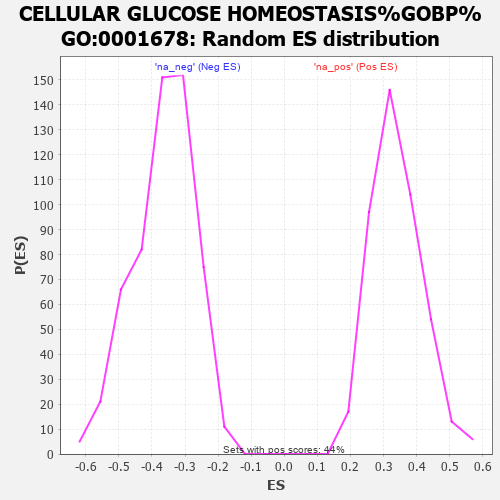 CELLULAR GLUCOSE HOMEOSTASIS%GOBP%
GO:0001678: Random ES distribution
'na_neg' (Neg ES)
'na_pos' (Pos ES)
150
140
130
120
110
100
90
80
70
60
50
40
30
20
10
0
P(ES)
Sets with pos scores: 44%
-0.6 -0.5 -0.4 -0.3 -0.2 -0.1 0.0 0.1 0.2 0.3 0.4 0.5 0.6
ES